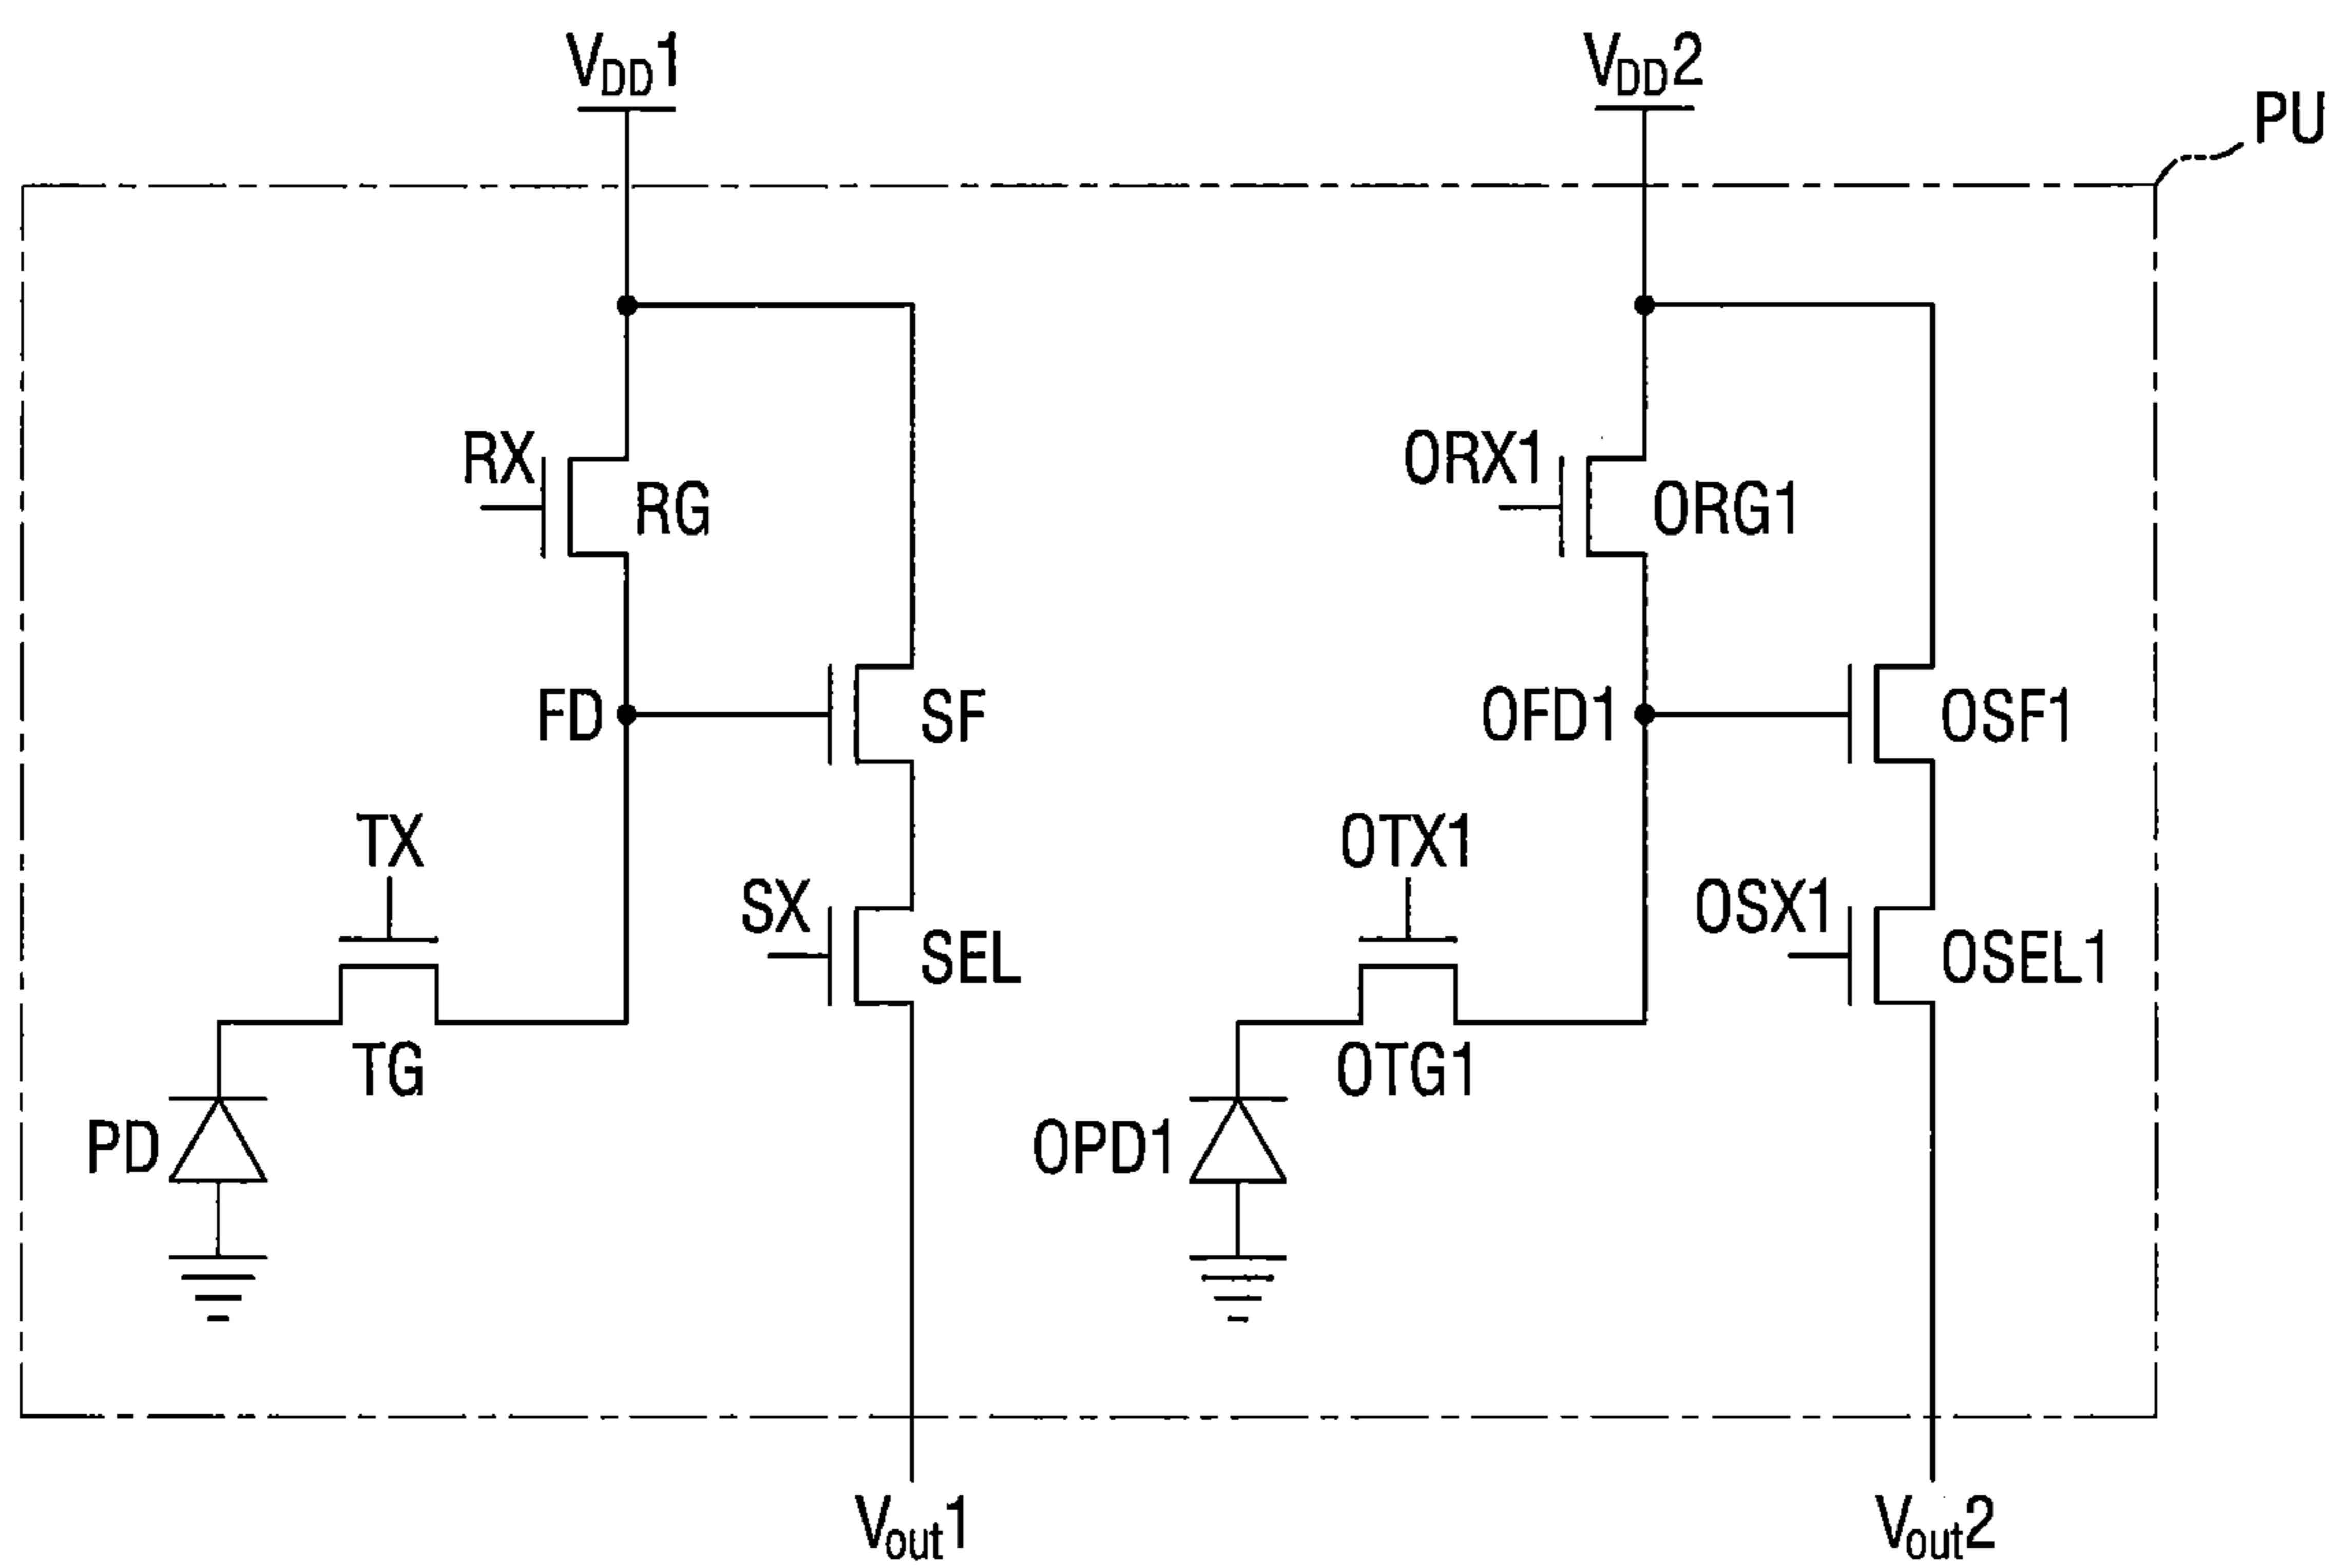 VDD1
VDD2
PU
RX
RG
ORX1
ORG1
FD
SF
OFD1
OSF1
TX
SX
SEL
OTX1
OSX1
OSEL1
TG
OTG1
PD
OPD1
Vout1
Vout2